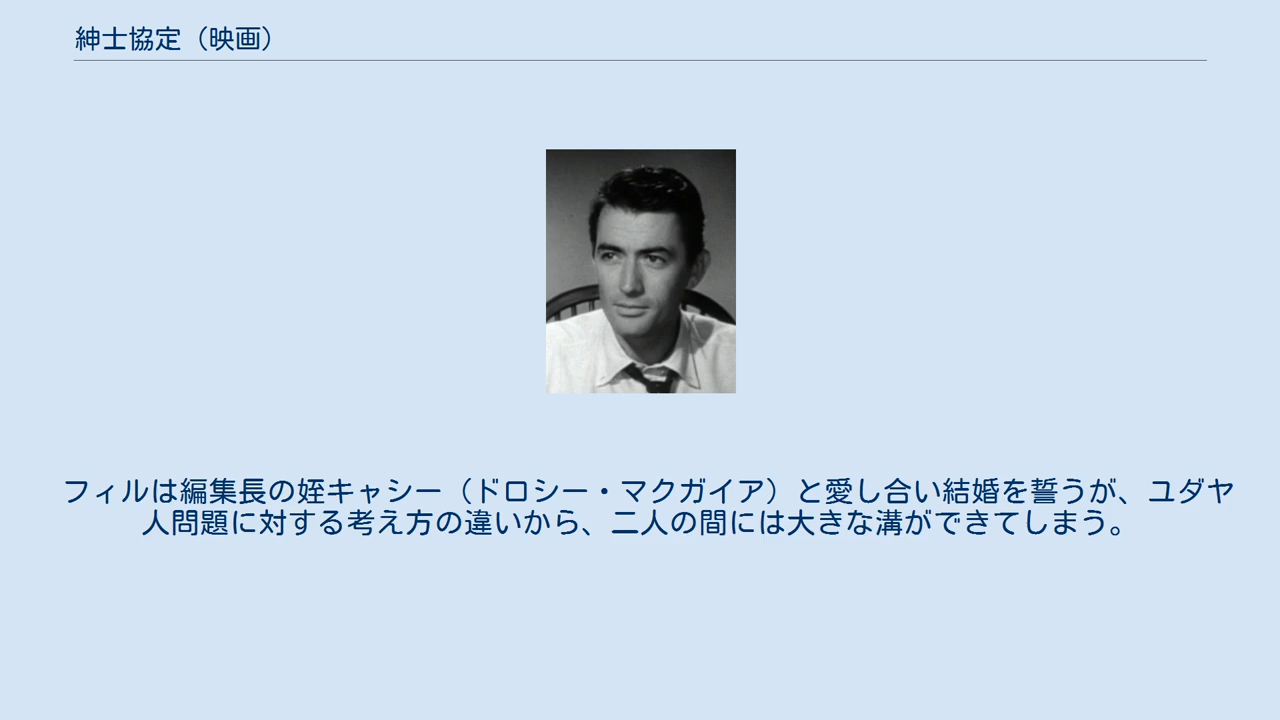 紳士協定（映画）
フィルは編集長の姪キャシー（ドロシー・マクガイア）と愛し合い結婚を誓うが、ユダヤ
人問題に対する考え方の違いから、二人の間には大きな溝ができてしまう。